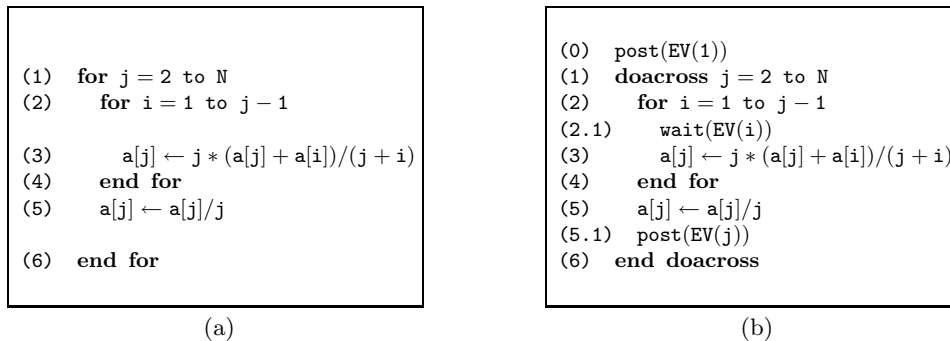 (1) for j = 2 to N
(2) for i = 1 to j − 1
(3) a[j] ← j ∗ (a[j] + a[i])/(j + i)
(4) end for
(5) a[j] ← a[j]/j
(6) end for
(a)
(0) post(EV(1))
(1) doacross j = 2 to N
(2) for i = 1 to j − 1
(2.1) wait(EV(i))
(3) a[j] ← j ∗ (a[j] + a[i])/(j + i)
(4) end for
(5) a[j] ← a[j]/j
(5.1) post(EV(j))
(6) end doacross
(b)